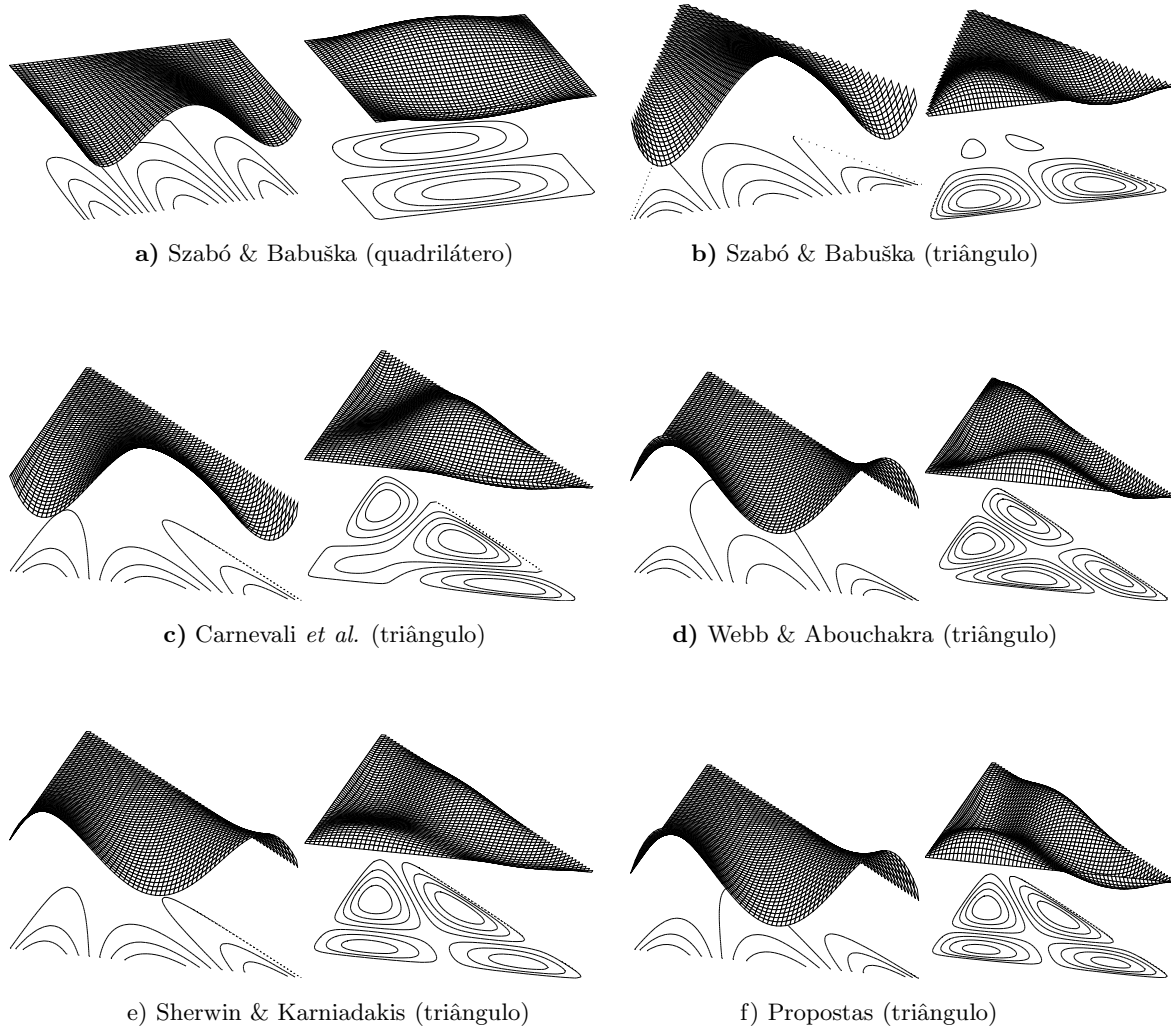 a) Szabó & Babuška (quadrilátero)
b) Szabó & Babuška (triângulo)
c) Carnevali et al. (triângulo)
d) Webb & Abouchakra (triângulo)
e) Sherwin & Karniadakis (triângulo)
f) Propostas (triângulo)